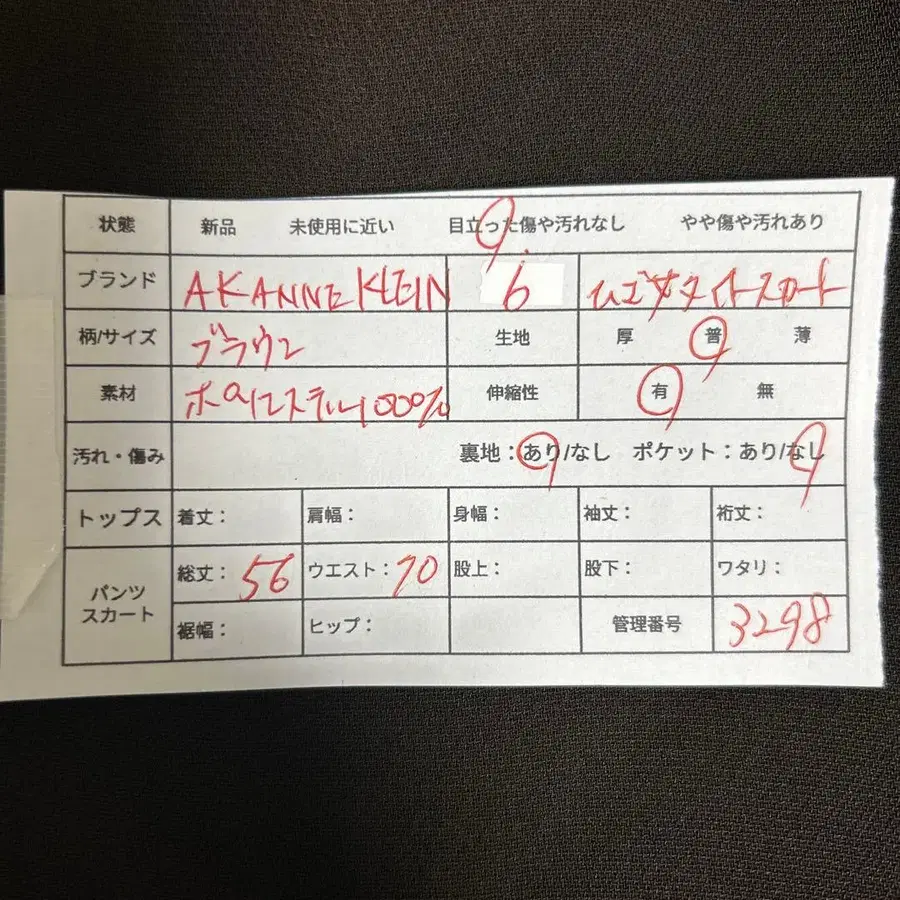 状態 新品 未使用に近い 目立った傷や汚れなし やや傷や汚れあり
ブランド AKANNE KLEIN 6 ひざ丈タイトスカート
柄/サイズ ブラウン 生地 厚 普 薄
素材 ポリエステル100% 伸縮性 有 無
汚れ・傷み 裏地：あり/なし ポケット：あり/なし
トップス 着丈： 肩幅： 身幅： 袖丈： 裄丈：
パンツ スカート 総丈：56 ウエスト：70 股上： 股下： ワタリ：
裾幅： ヒップ： 管理番号 3298